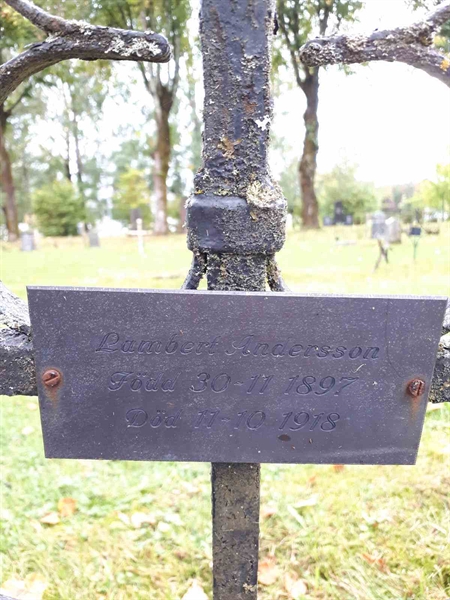 Lambert Andersson
Född 30-11 1897
Död 11-10 1918